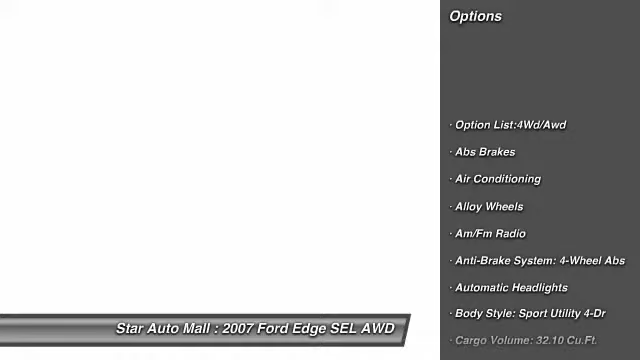 Options
· Option List:4Wd/Awd
· Abs Brakes
· Air Conditioning
· Alloy Wheels
· Am/Fm Radio
· Anti-Brake System: 4-Wheel Abs
· Automatic Headlights
· Body Style: Sport Utility 4-Dr
· Cargo Volume: 32.10 Cu.Ft.
Star Auto Mall : 2007 Ford Edge SEL AWD